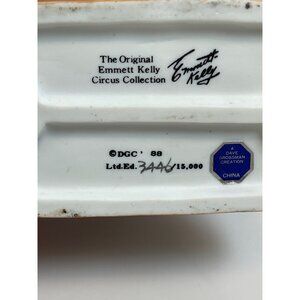 The Original
Emmett Kelly
Circus Collection
Emmett
Kelly
©DGC' 88
Ltd.Ed. 3446/15,000
A
DAVE
GROSSMAN
CREATION
CHINA